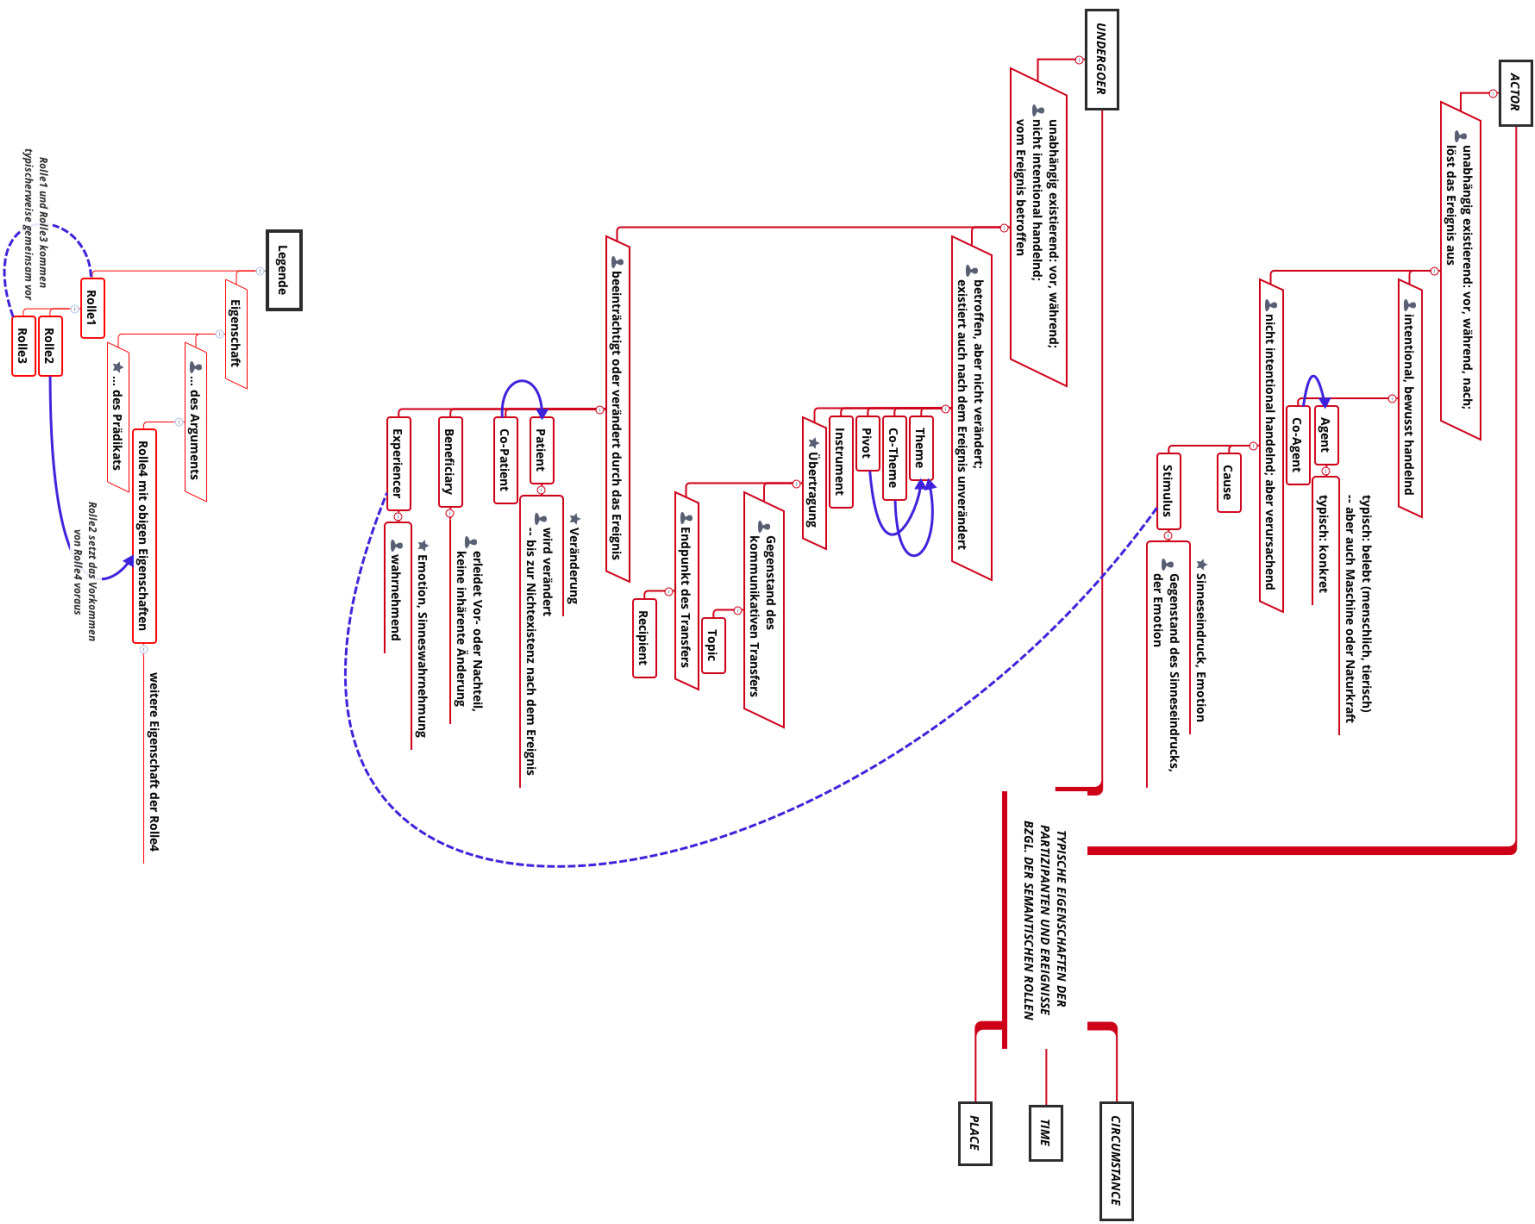 ACTOR
unabhängig existierend: vor, während, nach;
löst das Ereignis aus
intentional, bewusst handelnd
Agent
typisch: belebt (menschlich, tierisch)
-- aber auch Maschine oder Naturkraft
typisch: konkret
Co-Agent
nicht intentional handelnd; aber verursachend
Cause
Stimulus
Sinneseindruck, Emotion
Gegenstand des Sinneseindrucks,
der Emotion
UNDERGOER
unabhängig existierend: vor, während;
nicht intentional handelnd;
vom Ereignis betroffen
betroffen, aber nicht verändert;
existiert auch nach dem Ereignis unverändert
Theme
Co-Theme
Pivot
Instrument
Übertragung
Gegenstand des
kommunikativen Transfers
Topic
Endpunkt des Transfers
Recipient
beeinträchtigt oder verändert durch das Ereignis
Patient
Veränderung
wird verändert
-- bis zur Nichtexistenz nach dem Ereignis
Co-Patient
Beneficiary
erleidet Vor- oder Nachteil,
keine inhärente Änderung
Experiencer
Emotion, Sinneswahrnehmung
wahrnehmend
TYPISCHE EIGENSCHAFTEN DER
PARTIZIPANTEN UND EREIGNISSE
BZGL. DER SEMANTISCHEN ROLLEN
CIRCUMSTANCE
TIME
PLACE
Legende
Eigenschaft
... des Arguments
Rolle4 mit obigen Eigenschaften
weitere Eigenschaft der Rolle4
... des Prädikats
Rolle1
Rolle2
Rolle3
Rolle1 und Rolle3 kommen
typischerweise gemeinsam vor
Rolle2 setzt das Vorkommen
von Rolle4 voraus